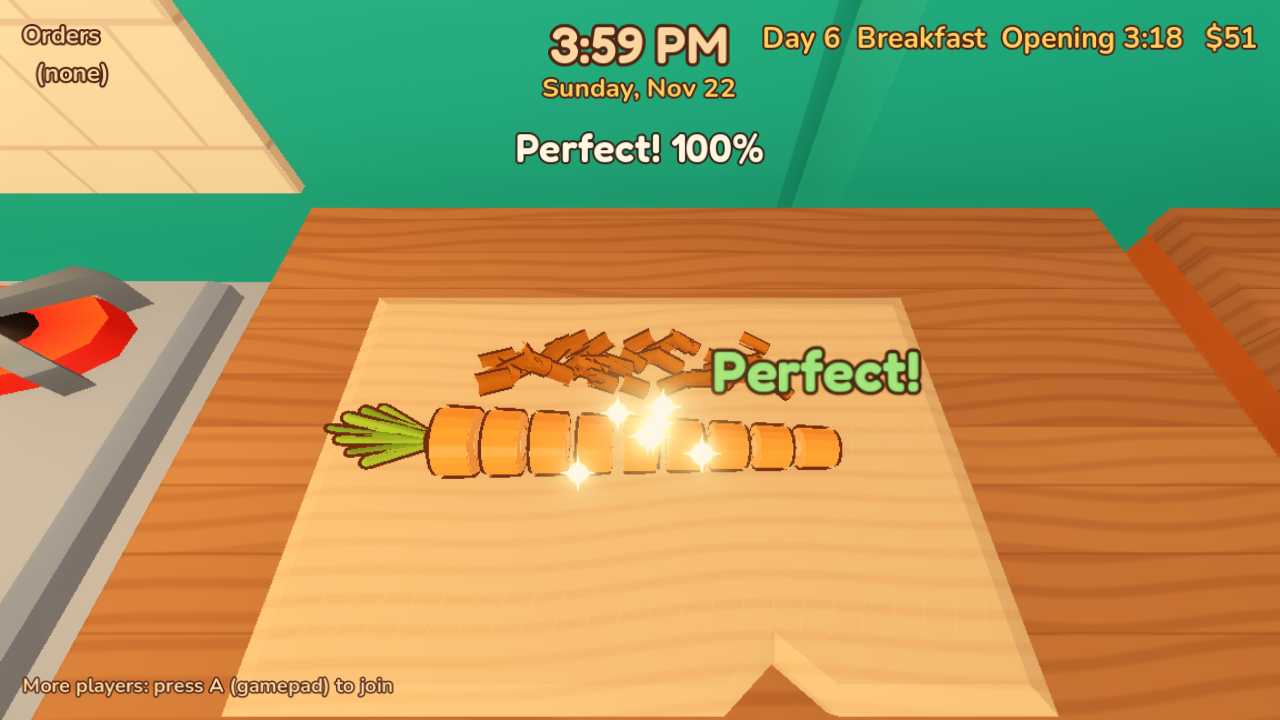 Orders
(none)
3:59 PM
Sunday, Nov 22
Day 6 Breakfast Opening 3:18 $51
Perfect! 100%
Perfect!
More players: press A (gamepad) to join